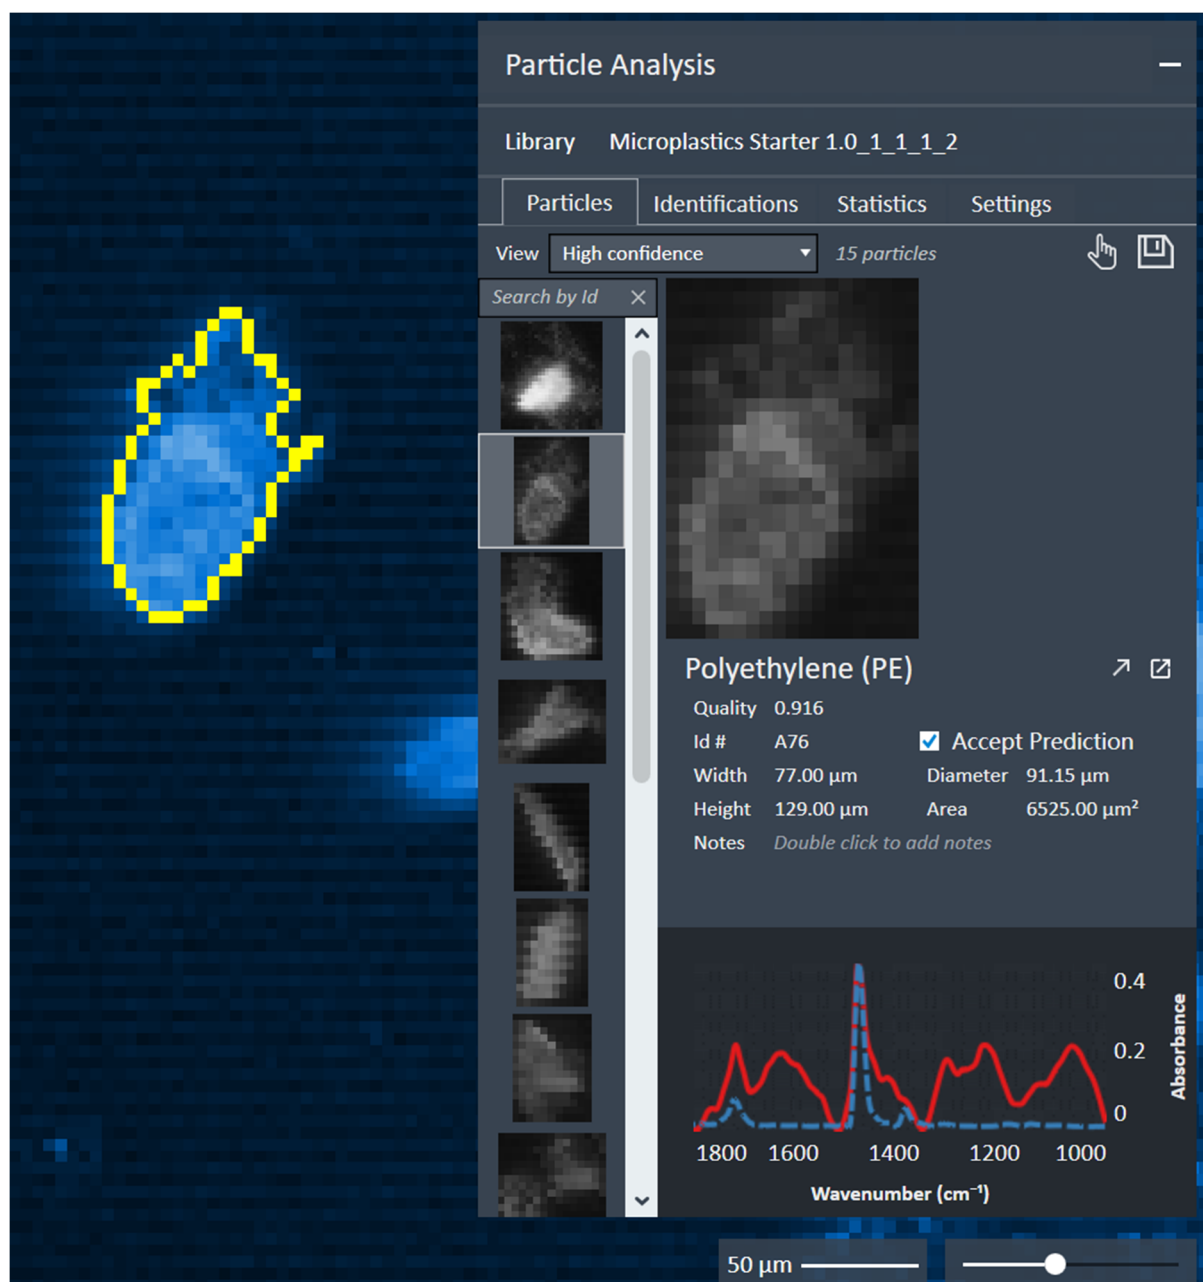 Particle Analysis
Library Microplastics Starter 1.0_1_1_1_2
Particles Identifications Statistics Settings
View High confidence 15 particles
Search by Id
Polyethylene (PE)
Quality 0.916
Id # A76 Accept Prediction
Width 77.00 µm Diameter 91.15 µm
Height 129.00 µm Area 6525.00 µm²
Notes Double click to add notes
0.4
0.2
0
Absorbance
1800 1600 1400 1200 1000
Wavenumber (cm⁻¹)
50 µm